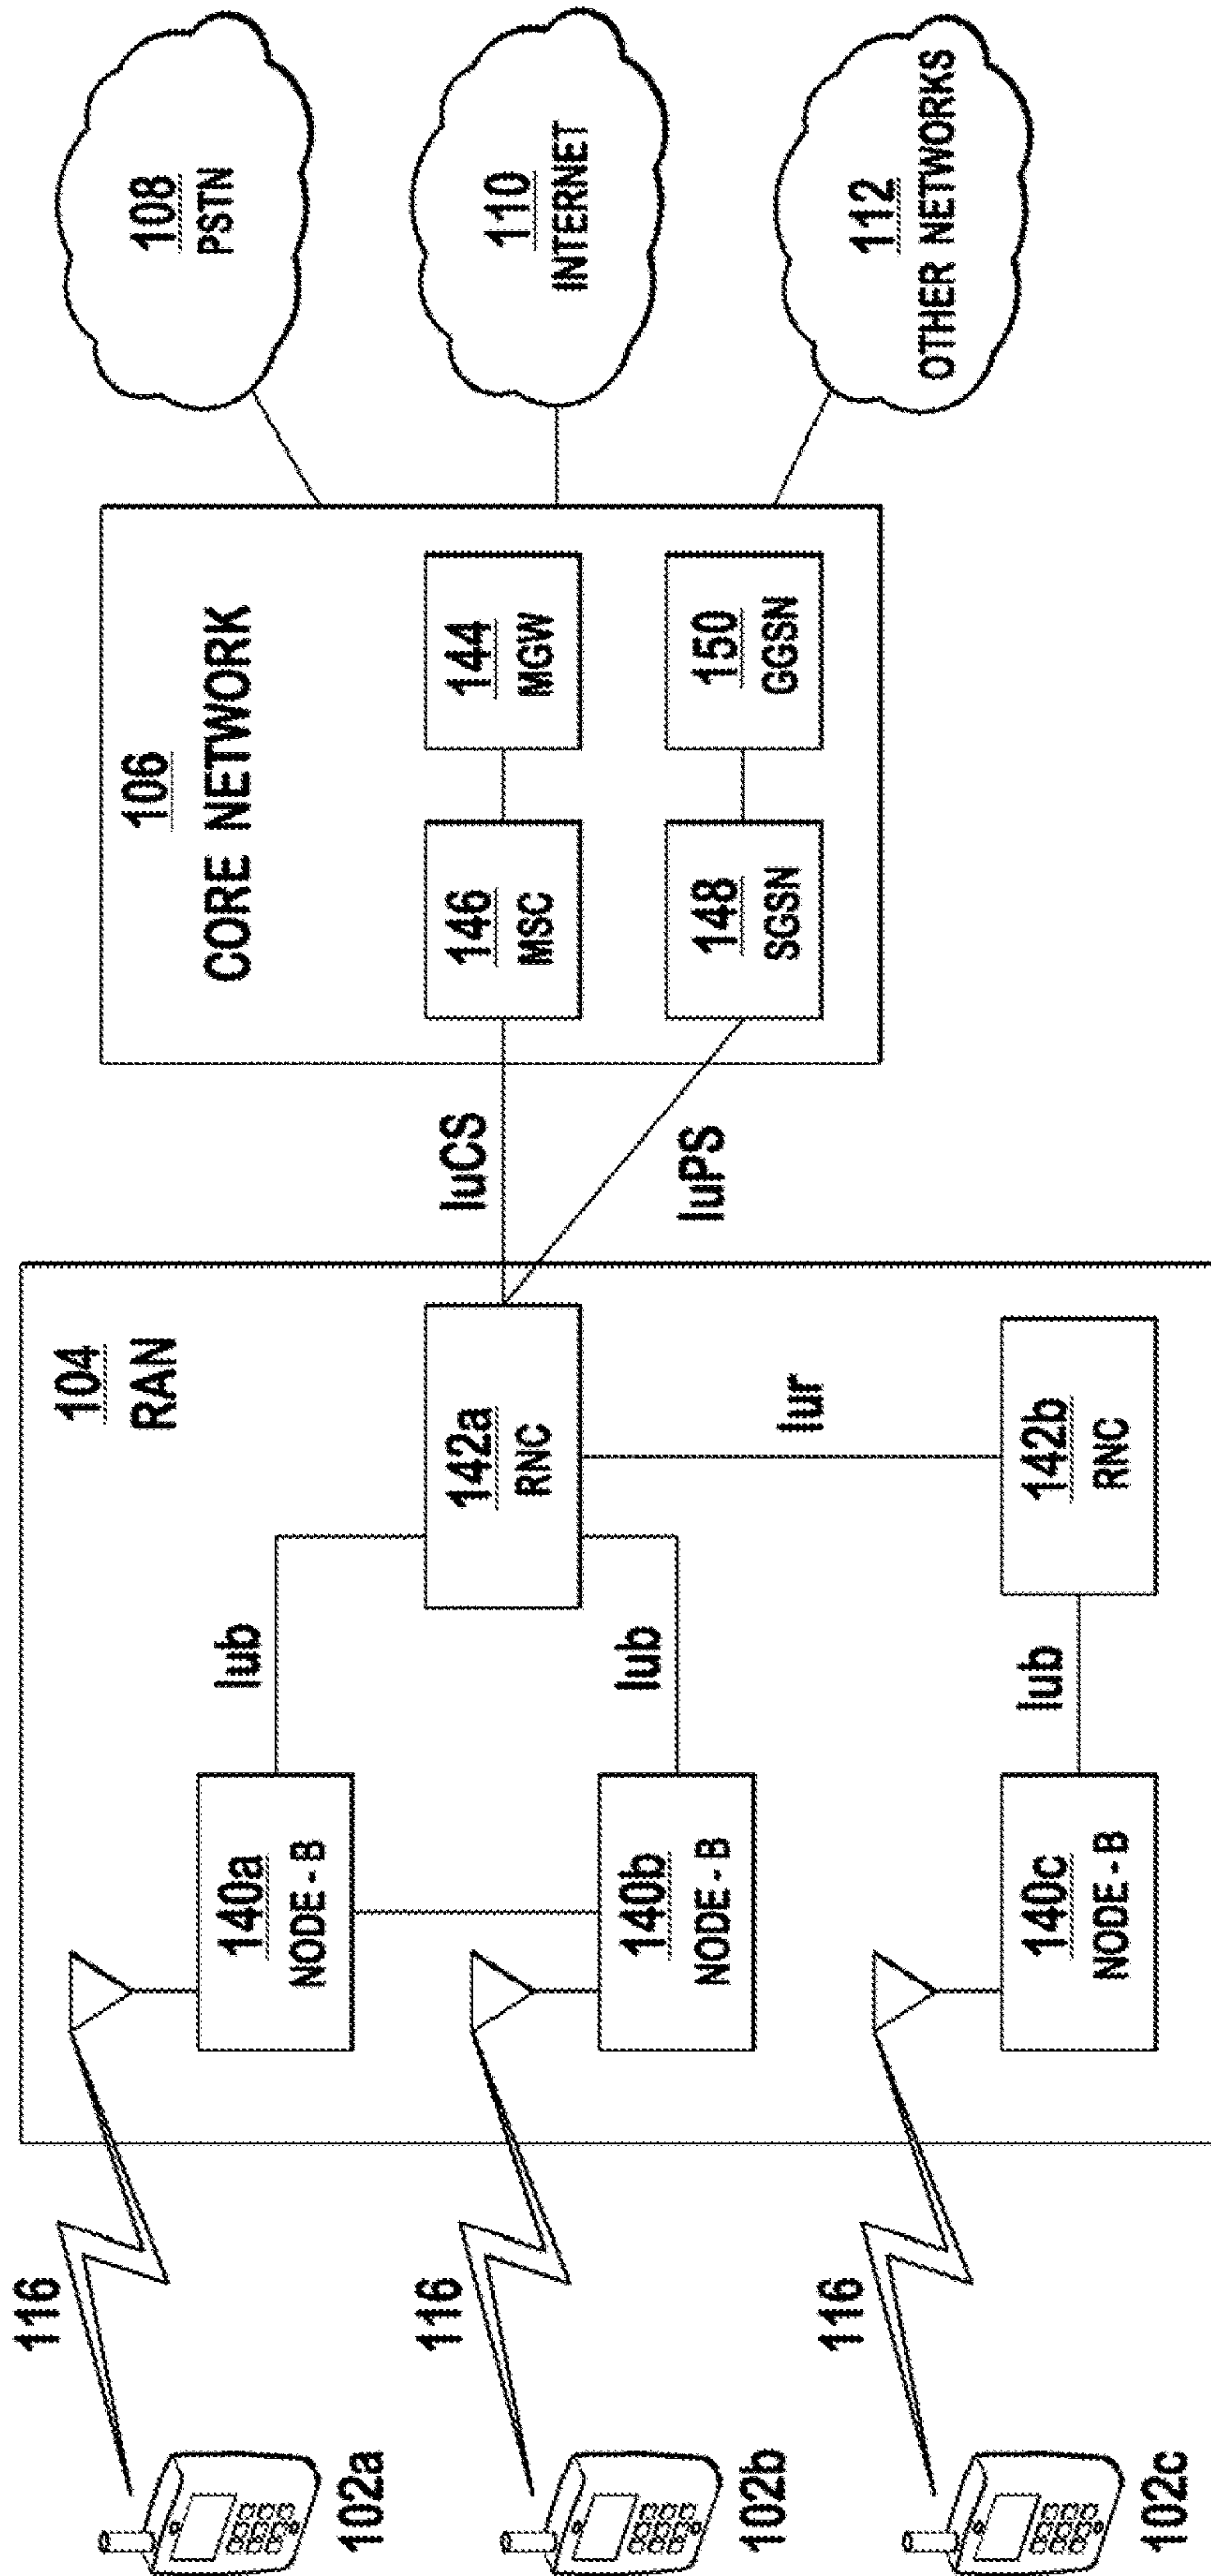 116
102a
116
102b
116
102c
104
RAN
140a
NODE - B
140b
NODE - B
140c
NODE - B
Iub
Iub
Iub
142a
RNC
Iur
142b
RNC
IuCS
IuPS
106
CORE NETWORK
146
MSC
144
MGW
148
SGSN
150
GGSN
108
PSTN
110
INTERNET
112
OTHER NETWORKS